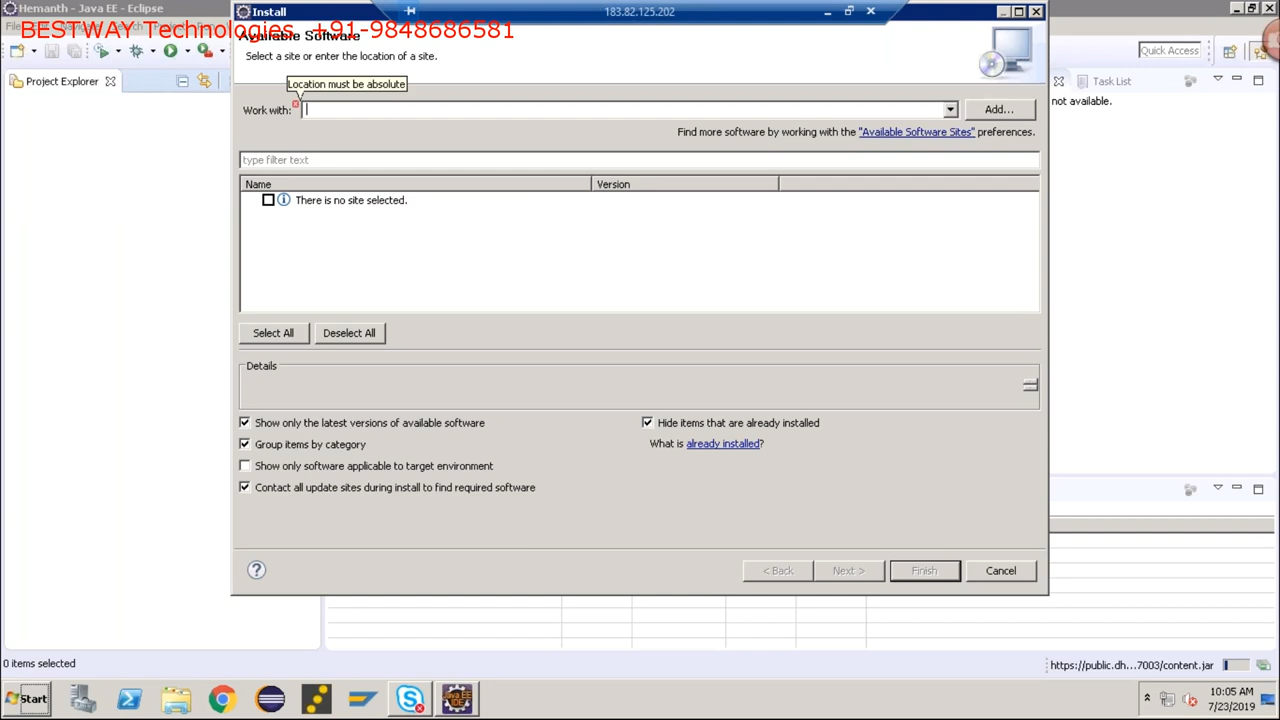 Hemanth - Java EE - Eclipse
Install
183.82.125.202
BESTWAY Technologies +91-9848686581
Available Software
Select a site or enter the location of a site.
Quick Access
Project Explorer
Location must be absolute
Task List
not available.
Work with:
Add...
Find more software by working with the "Available Software Sites" preferences.
type filter text
Name Version
There is no site selected.
Select All Deselect All
Details
Show only the latest versions of available software
Hide items that are already installed
Group items by category
What is already installed?
Show only software applicable to target environment
Contact all update sites during install to find required software
< Back Next > Finish Cancel
0 items selected
https://public.dh...7003/content.jar
Start
Java EE
IDE
10:05 AM
7/23/2019